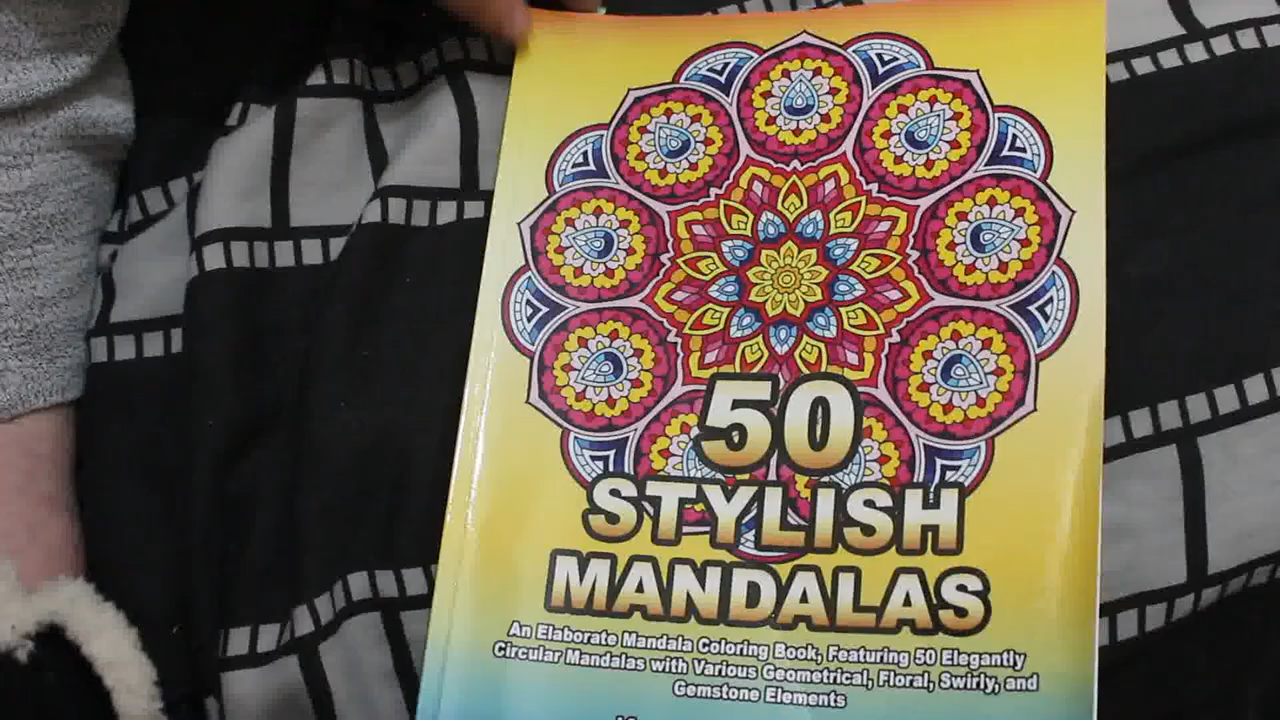 50
STYLISH
MANDALAS
An Elaborate Mandala Coloring Book, Featuring 50 Elegantly
Circular Mandalas with Various Geometrical, Floral, Swirly, and
Gemstone Elements